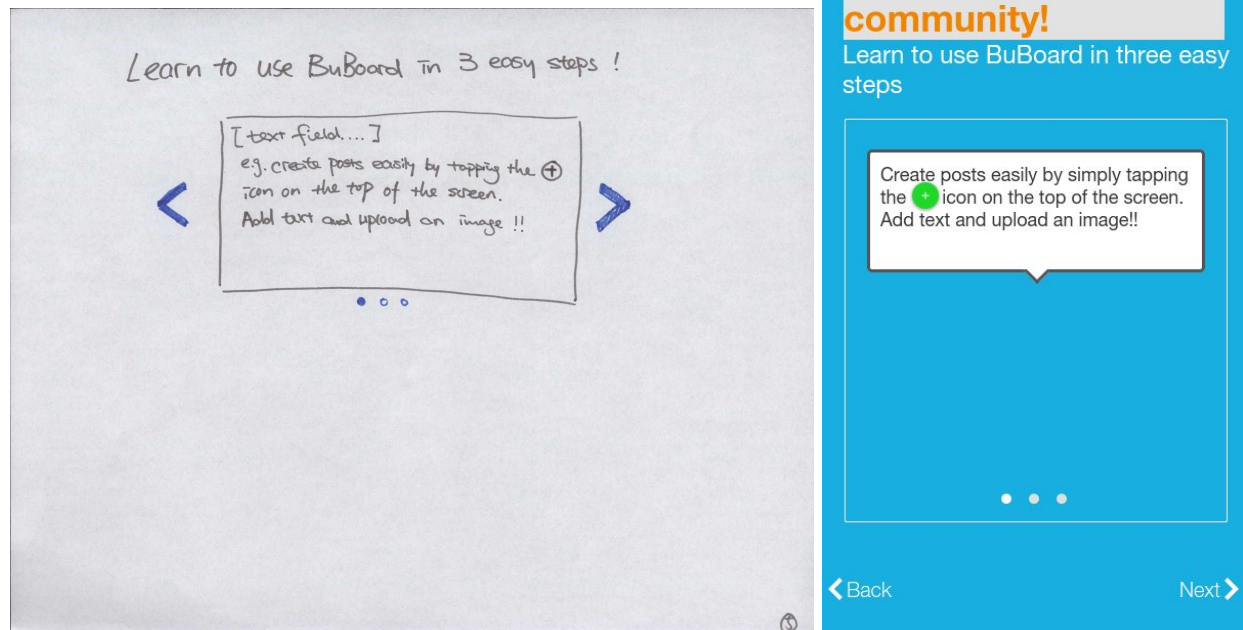 Learn to use BuBoard in 3 easy steps !
[text field....]
e.g. create posts easily by tapping the ⊕
icon on the top of the screen.
Add text and upload an image !!
community!
Learn to use BuBoard in three easy
steps
Create posts easily by simply tapping
the + icon on the top of the screen.
Add text and upload an image!!
Back
Next